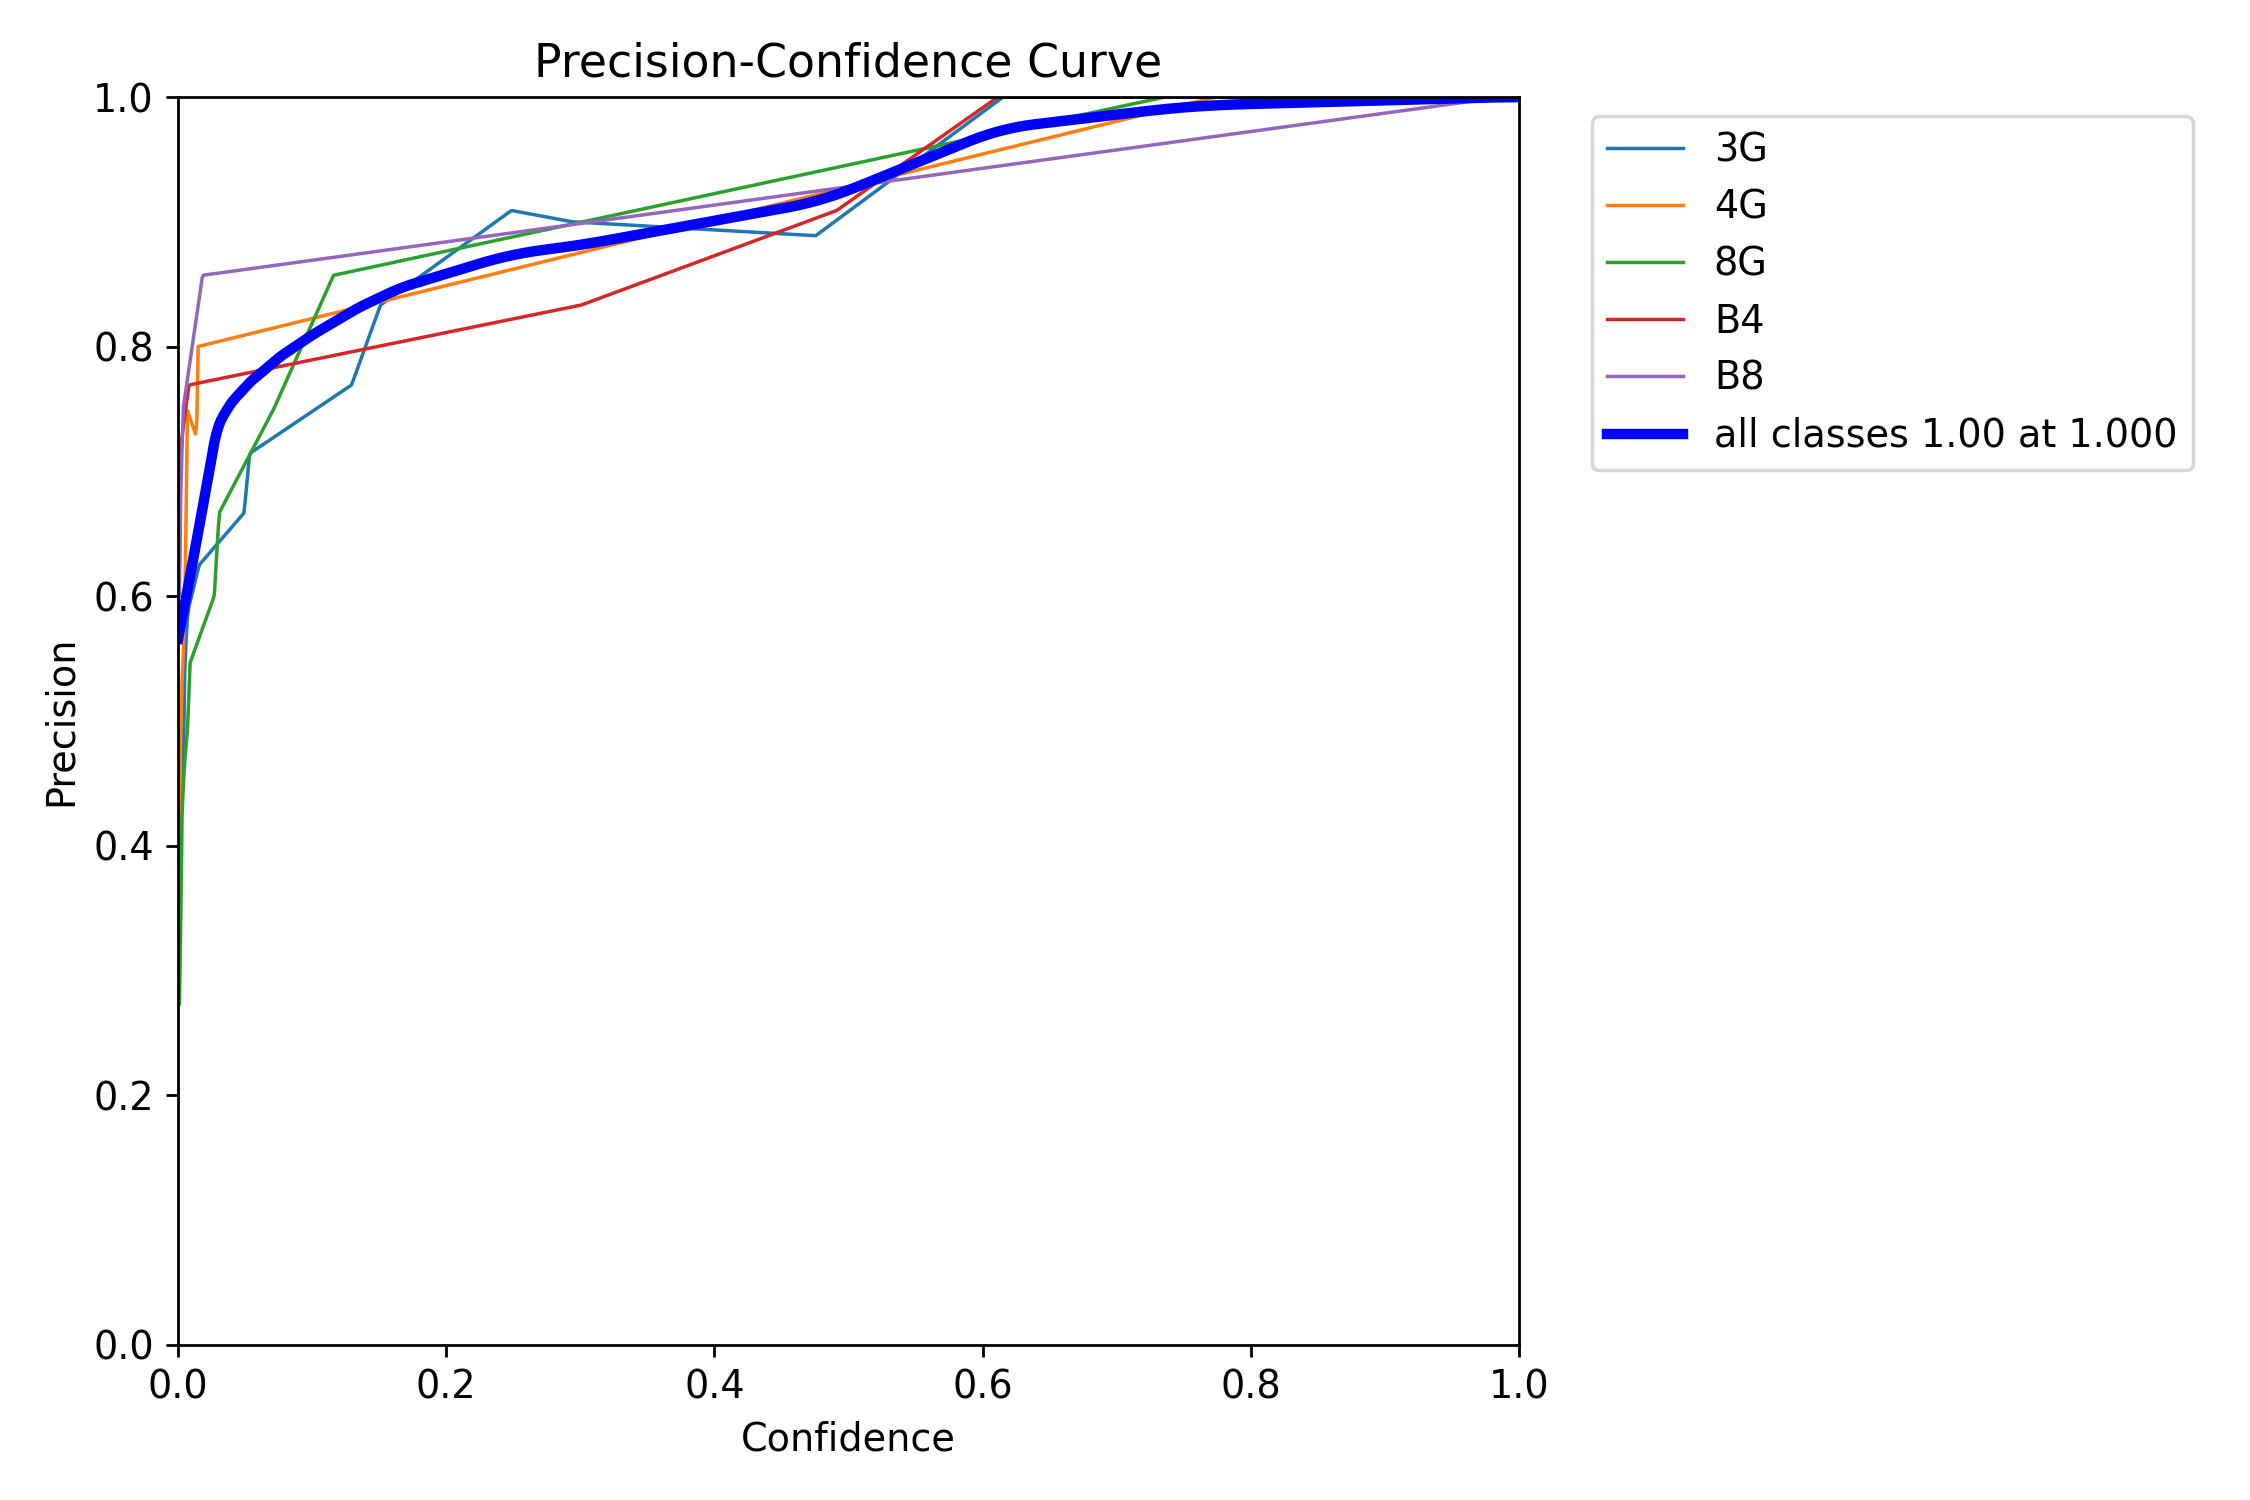 Precision-Confidence Curve
1.0
0.8
0.6
0.4
0.2
0.0
Precision
0.0 0.2 0.4 0.6 0.8 1.0
Confidence
3G
4G
8G
B4
B8
all classes 1.00 at 1.000